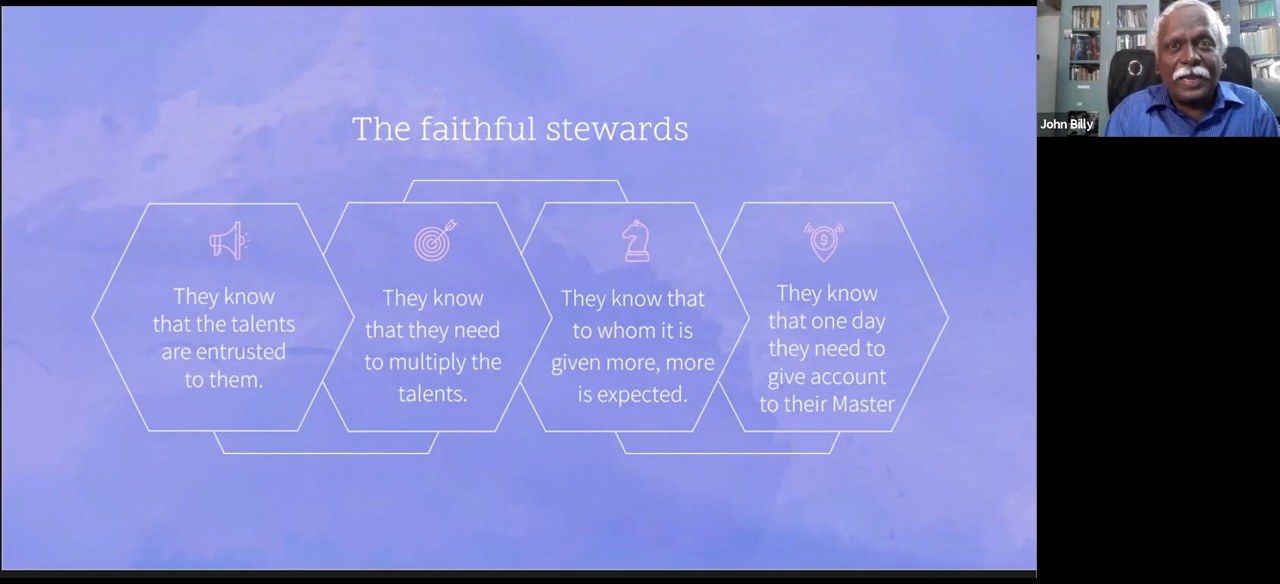 The faithful stewards
They know
that the talents
are entrusted
to them.
They know
that they need
to multiply the
talents.
They know that
to whom it is
given more, more
is expected.
$
They know
that one day
they need to
give account
to their Master
John Billy